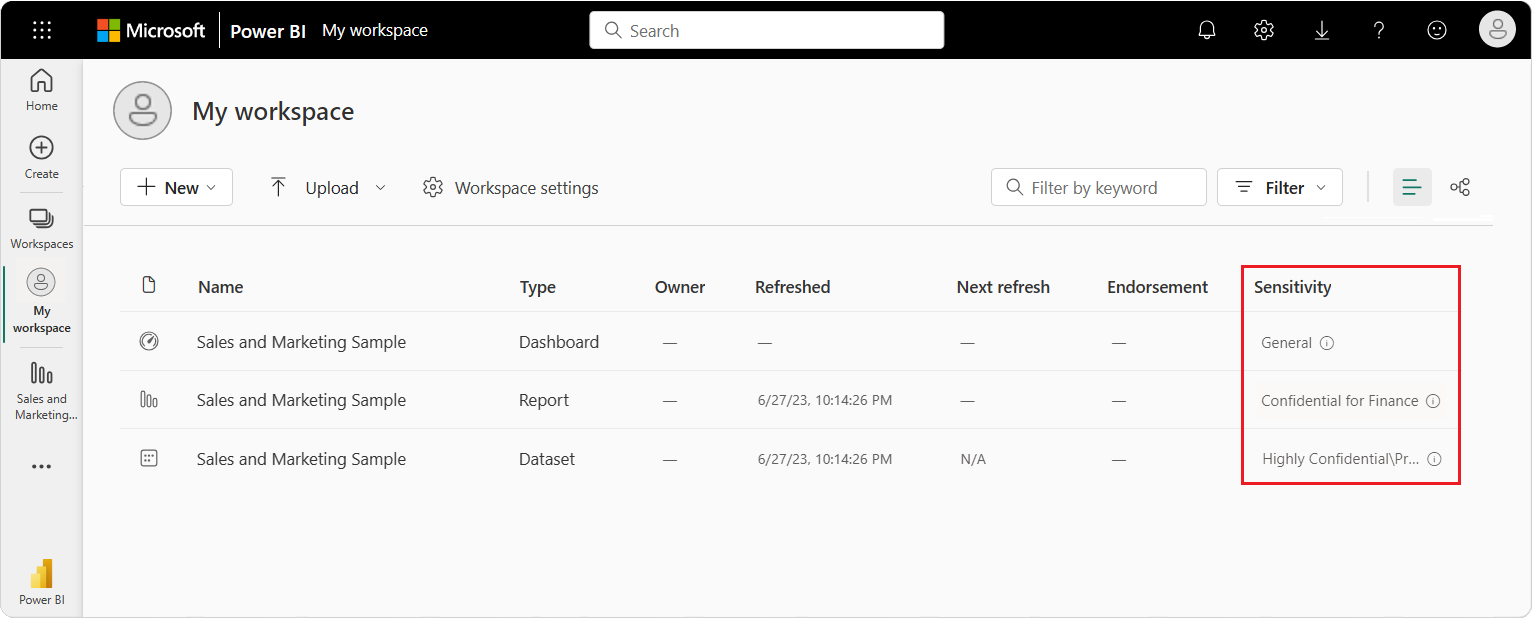 Microsoft Power BI My workspace Search ?
Home
Create
Workspaces
My
workspace
Sales and
Marketing...
Power BI
My workspace
New Upload Workspace settings Filter by keyword Filter
Name Type Owner Refreshed Next refresh Endorsement Sensitivity
Sales and Marketing Sample Dashboard — — — — General
Sales and Marketing Sample Report — 6/27/23, 10:14:26 PM — — Confidential for Finance
Sales and Marketing Sample Dataset — 6/27/23, 10:14:26 PM N/A — Highly Confidential\Pr...